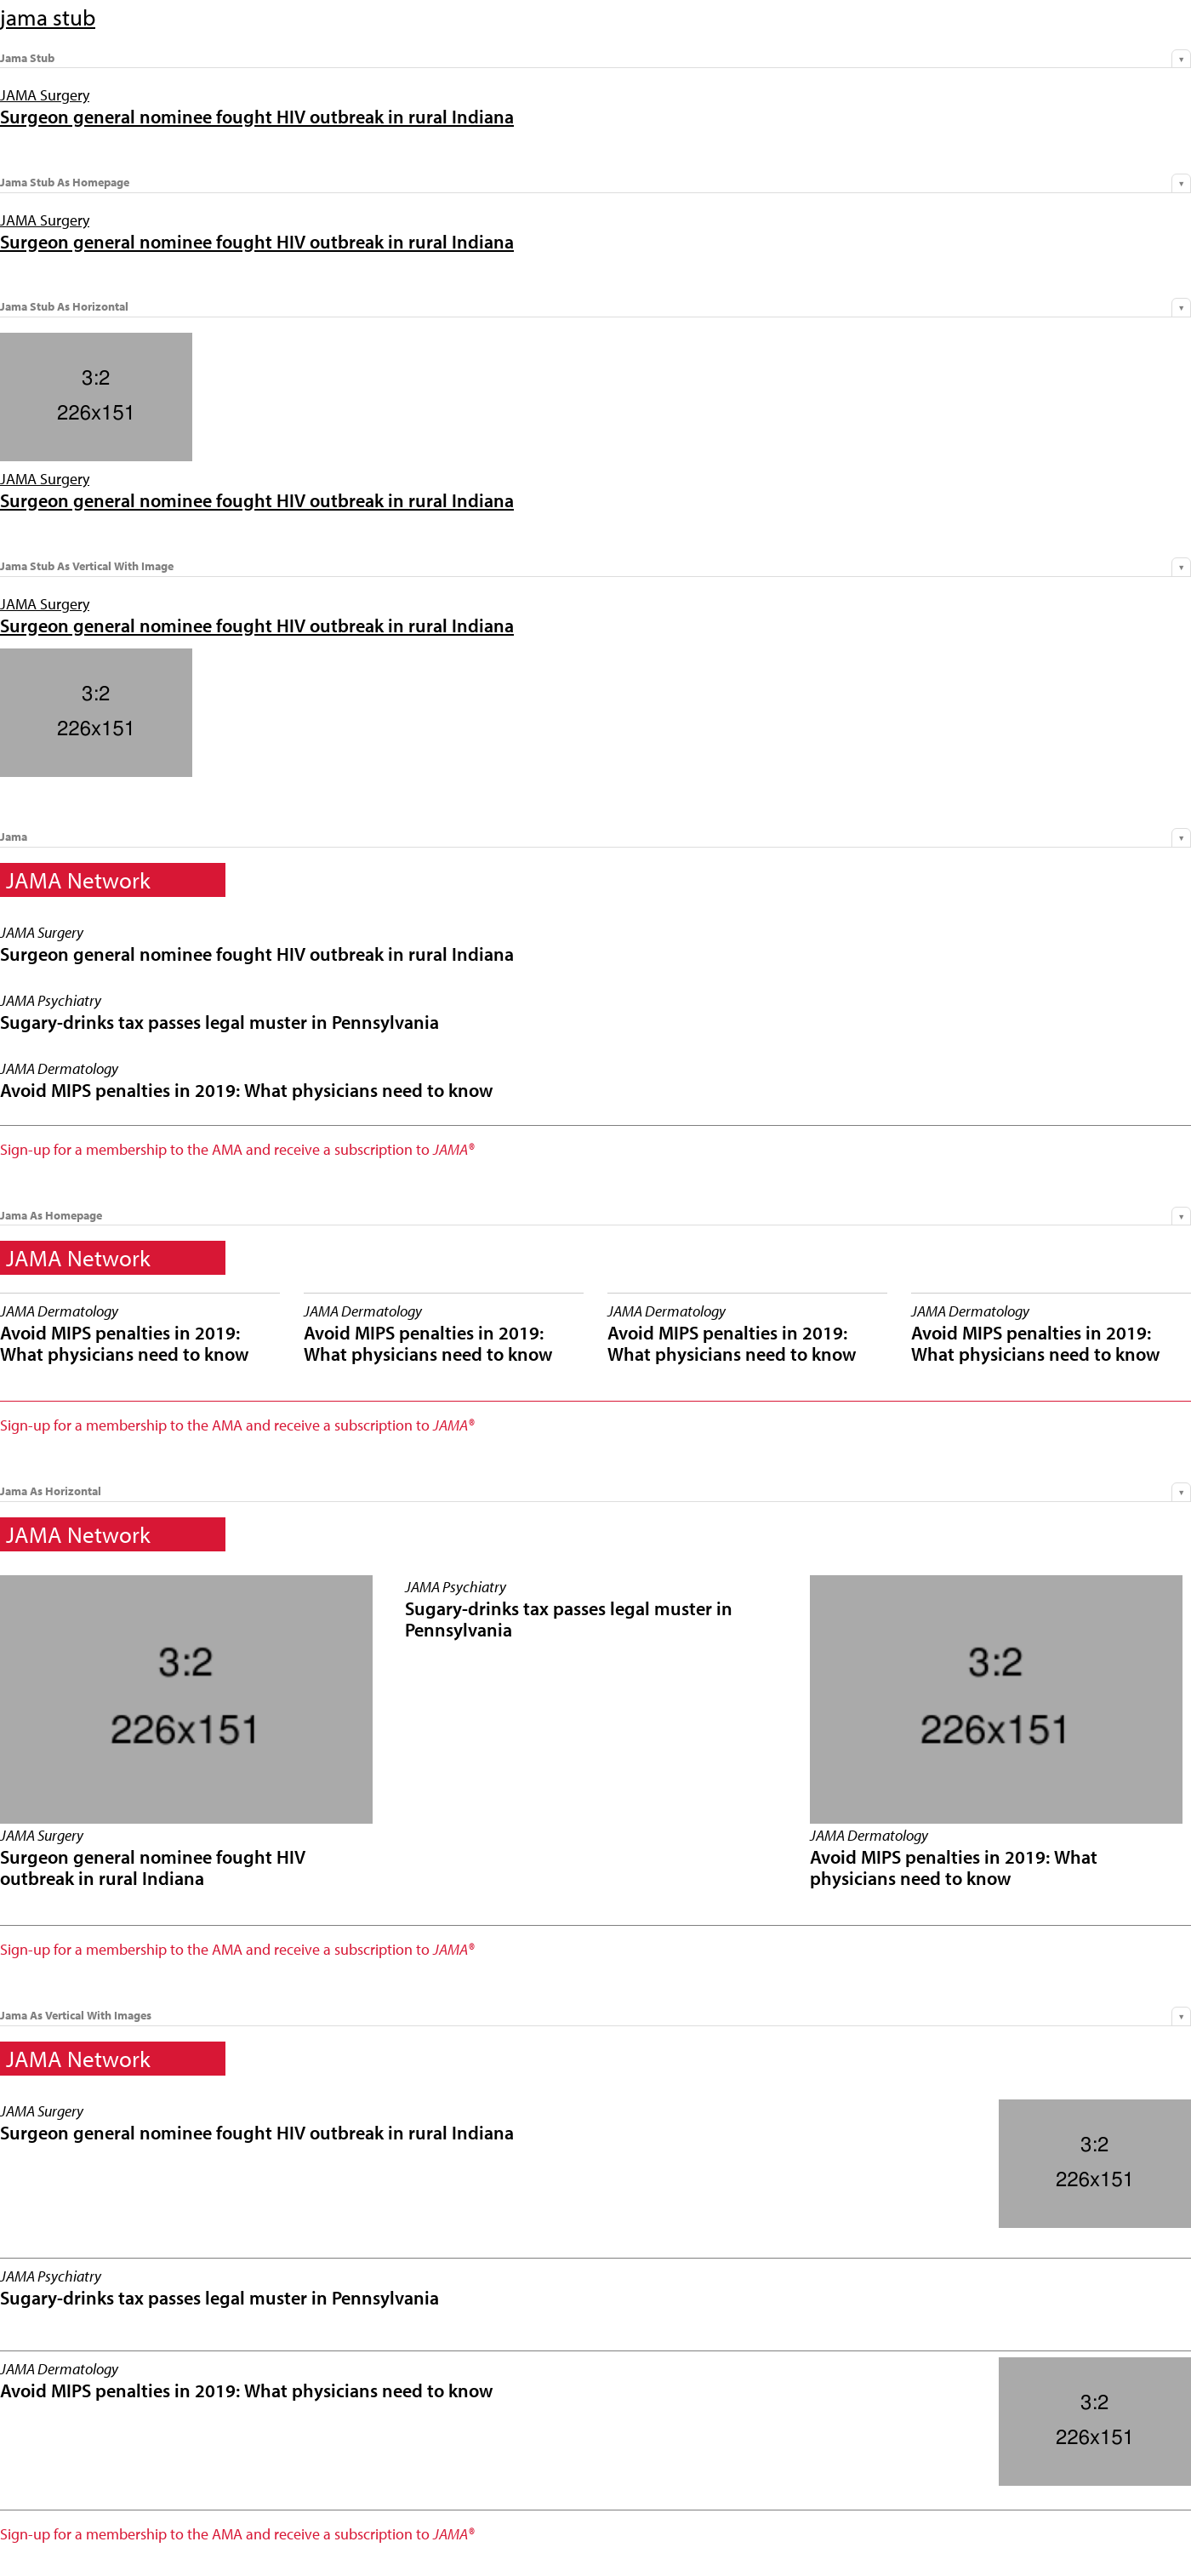 jama stub
Jama Stub
JAMA Surgery
Surgeon general nominee fought HIV outbreak in rural Indiana
Jama Stub As Homepage
JAMA Surgery
Surgeon general nominee fought HIV outbreak in rural Indiana
Jama Stub As Horizontal
3:2
226x151
JAMA Surgery
Surgeon general nominee fought HIV outbreak in rural Indiana
Jama Stub As Vertical With Image
JAMA Surgery
Surgeon general nominee fought HIV outbreak in rural Indiana
3:2
226x151
Jama
JAMA Network
JAMA Surgery
Surgeon general nominee fought HIV outbreak in rural Indiana
JAMA Psychiatry
Sugary-drinks tax passes legal muster in Pennsylvania
JAMA Dermatology
Avoid MIPS penalties in 2019: What physicians need to know
Sign-up for a membership to the AMA and receive a subscription to JAMA®
Jama As Homepage
JAMA Network
JAMA Dermatology
Avoid MIPS penalties in 2019:
What physicians need to know
JAMA Dermatology
Avoid MIPS penalties in 2019:
What physicians need to know
JAMA Dermatology
Avoid MIPS penalties in 2019:
What physicians need to know
JAMA Dermatology
Avoid MIPS penalties in 2019:
What physicians need to know
Sign-up for a membership to the AMA and receive a subscription to JAMA®
Jama As Horizontal
JAMA Network
3:2
226x151
JAMA Surgery
Surgeon general nominee fought HIV
outbreak in rural Indiana
JAMA Psychiatry
Sugary-drinks tax passes legal muster in
Pennsylvania
3:2
226x151
JAMA Dermatology
Avoid MIPS penalties in 2019: What
physicians need to know
Sign-up for a membership to the AMA and receive a subscription to JAMA®
Jama As Vertical With Images
JAMA Network
JAMA Surgery
Surgeon general nominee fought HIV outbreak in rural Indiana
3:2
226x151
JAMA Psychiatry
Sugary-drinks tax passes legal muster in Pennsylvania
JAMA Dermatology
Avoid MIPS penalties in 2019: What physicians need to know
3:2
226x151
Sign-up for a membership to the AMA and receive a subscription to JAMA®